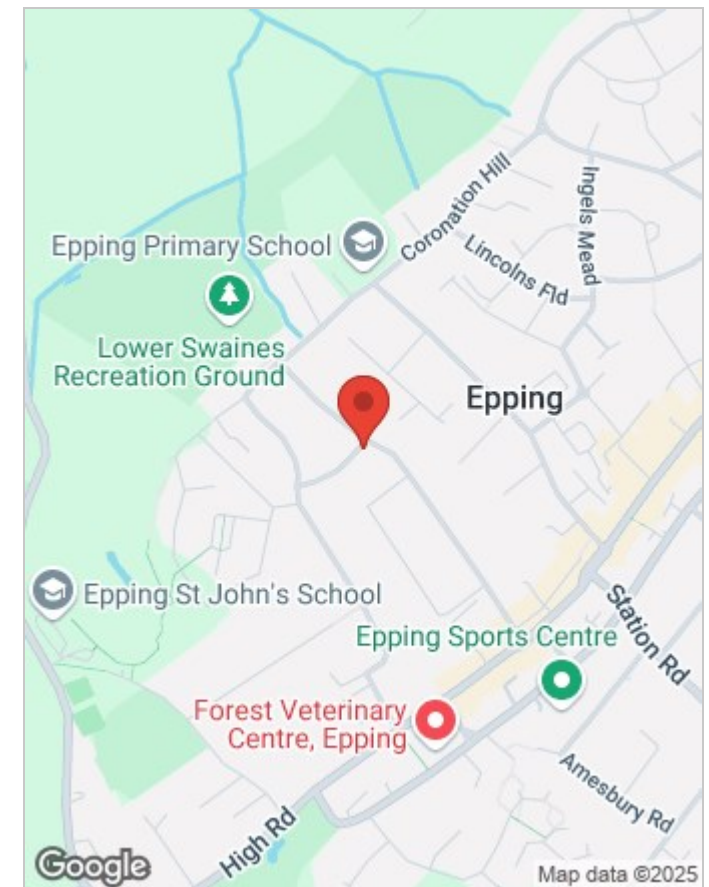 Ingels Mead
Coronation Hill
Epping Primary School
Lincolns Fld
Lower Swaines
Recreation Ground
Epping
Epping St John's School
Station Rd
Epping Sports Centre
Forest Veterinary
Centre, Epping
Amesbury Rd
High Rd
Google
Map data ©2025